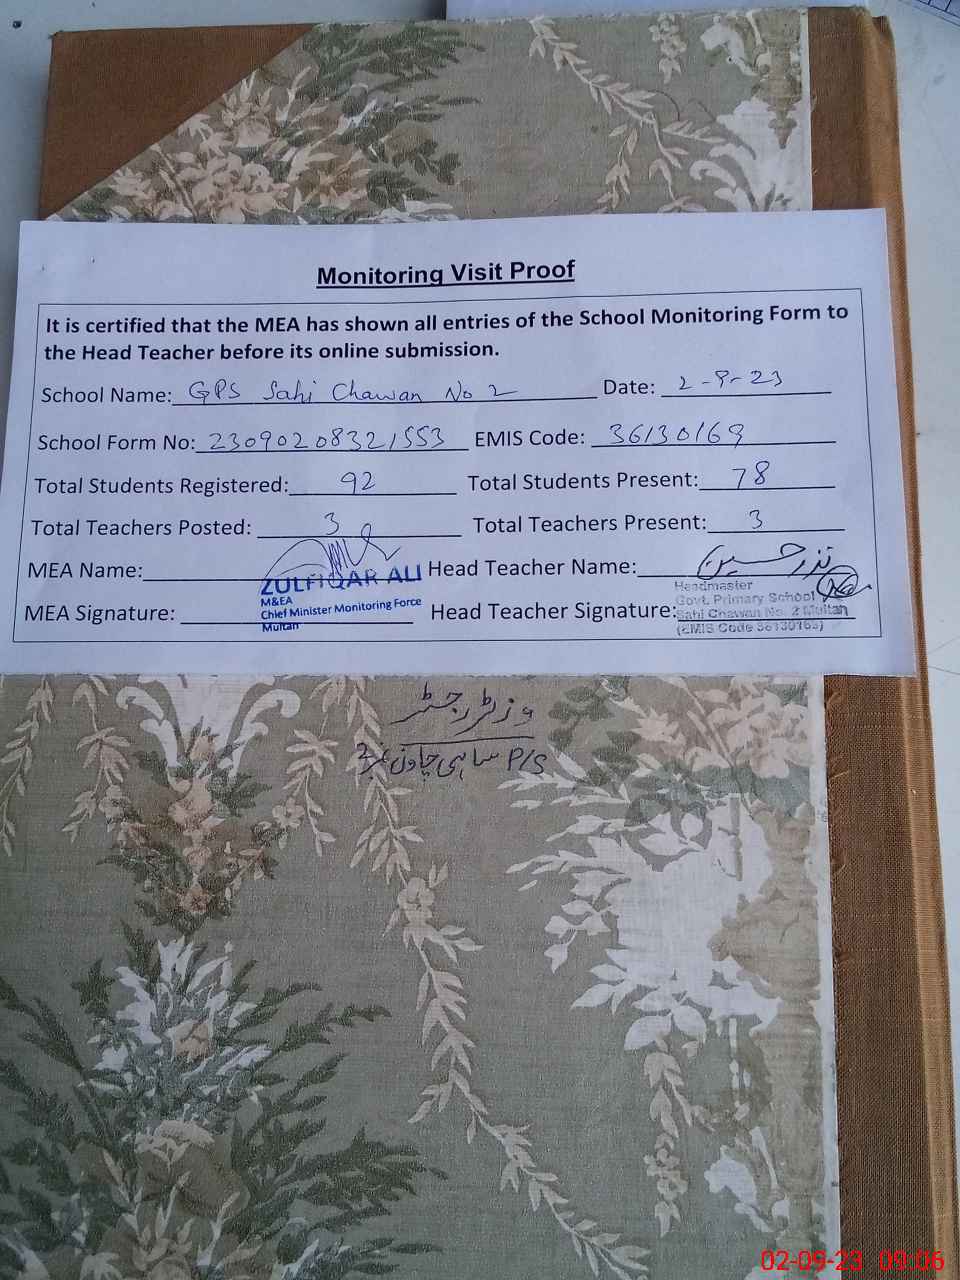 Monitoring Visit Proof
It is certified that the MEA has shown all entries of the School Monitoring Form to
the Head Teacher before its online submission.
School Name: GPS Sahi Chawan No 2 Date: 2-9-23
School Form No: 23090208321553 EMIS Code: 36130169
Total Students Registered: 92 Total Students Present: 78
Total Teachers Posted: 3 Total Teachers Present: 3
MEA Name: Head Teacher Name: نذر حسین
ZULFIQAR ALI
M&EA
Chief Minister Monitoring Force
Multan
MEA Signature: Head Teacher Signature:
Headmaster
Govt. Primary School
Sahi Chawan No. 2 Multan
(EMIS Code 36130169)
وزٹر رجسٹر
P/S ساہی چاون نمبر 2
02-09-23 09:06